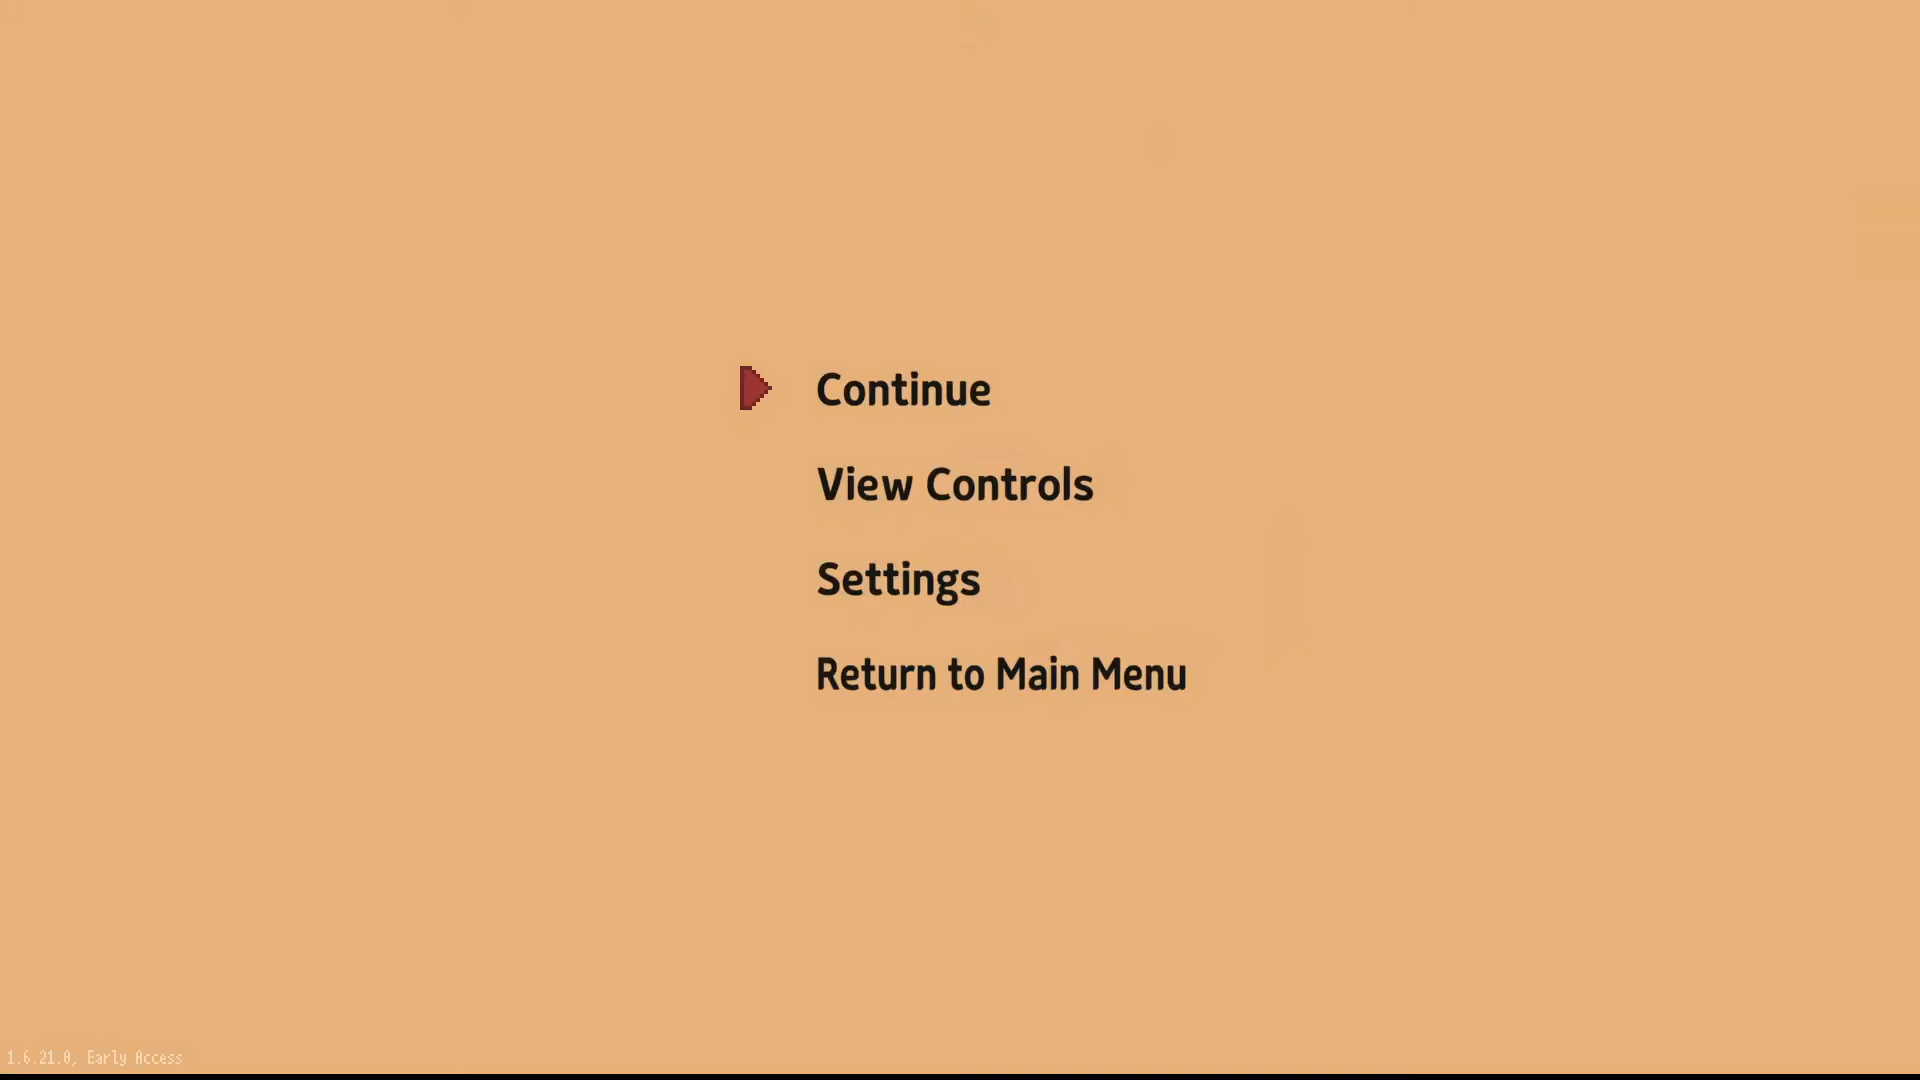 Continue
View Controls
Settings
Return to Main Menu
1.6.21.0, Early Access